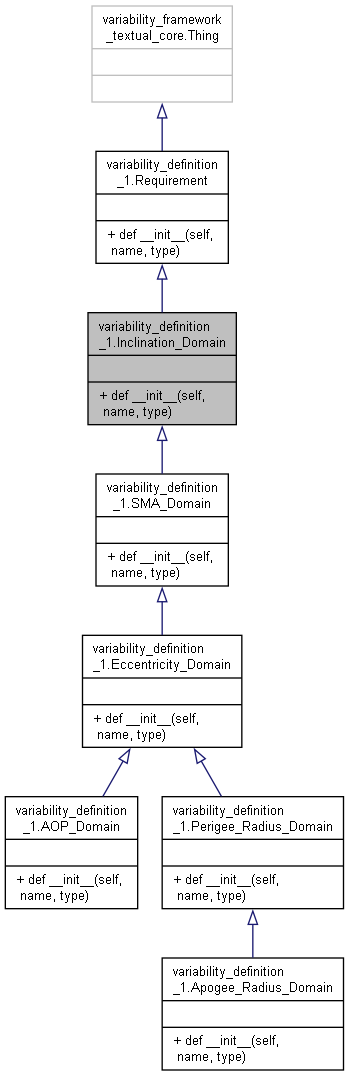 variability_framework
_textual_core.Thing
variability_definition
_1.Requirement
+ def __init__(self,
name, type)
variability_definition
_1.Inclination_Domain
+ def __init__(self,
name, type)
variability_definition
_1.SMA_Domain
+ def __init__(self,
name, type)
variability_definition
_1.Eccentricity_Domain
+ def __init__(self,
name, type)
variability_definition
_1.AOP_Domain
+ def __init__(self,
name, type)
variability_definition
_1.Perigee_Radius_Domain
+ def __init__(self,
name, type)
variability_definition
_1.Apogee_Radius_Domain
+ def __init__(self,
name, type)